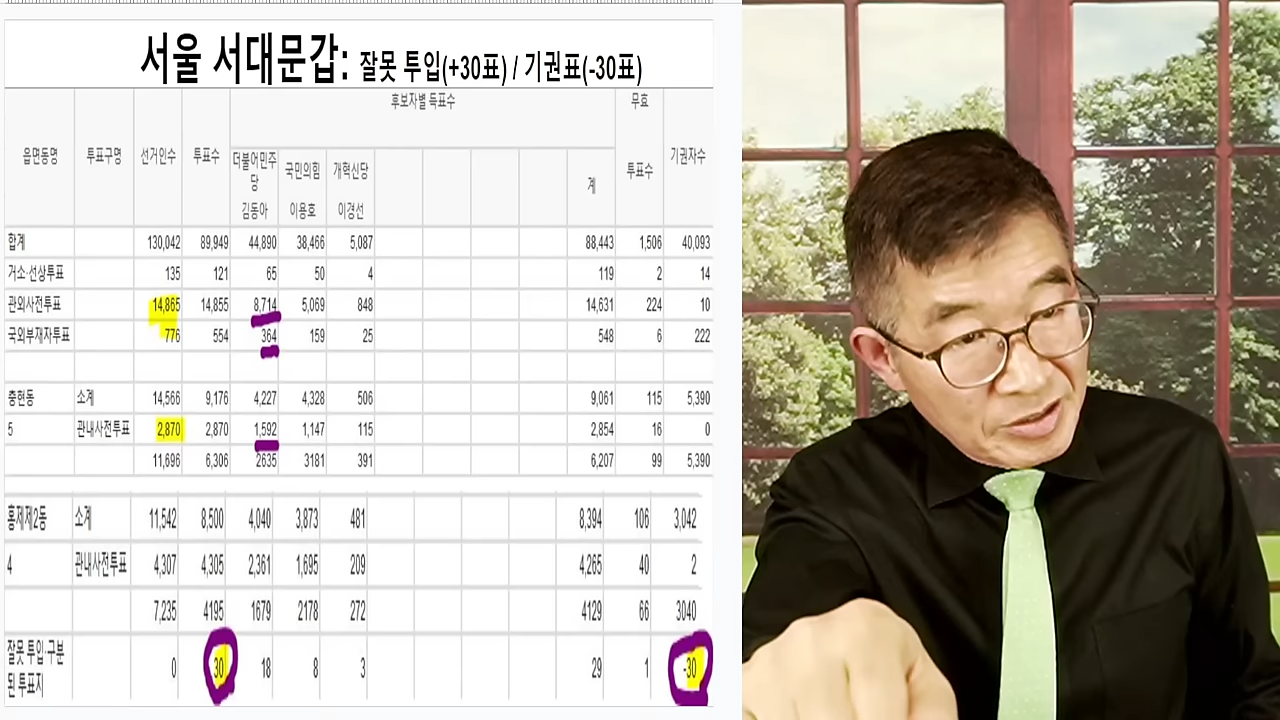 서울 서대문갑: 잘못 투입(+30표) / 기권표(-30표)
읍면동명 투표구명 선거인수 투표수 후보자별 득표수 무효 투표수 기권자수
더불어민주당 김동아 국민의힘 이용호 개혁신당 이경선 계
합계 130,042 89,949 44,890 38,466 5,087 88,443 1,506 40,093
거소·선상투표 135 121 65 50 4 119 2 14
관외사전투표 14,865 14,855 8,714 5,069 848 14,631 224 10
국외부재자투표 776 554 364 159 25 548 6 222
충현동 소계 14,566 9,176 4,227 4,328 506 9,061 115 5,390
5 관내사전투표 2,870 2,870 1,592 1,147 115 2,854 16 0
11,696 6,306 2635 3181 391 6,207 99 5,390
홍제제2동 소계 11,542 8,500 4,040 3,873 481 8,394 106 3,042
4 관내사전투표 4,307 4,305 2,361 1,695 209 4,265 40 2
7,235 4195 1679 2178 272 4129 66 3040
잘못 투입·구분된 투표지 0 30 18 8 3 29 1 -30